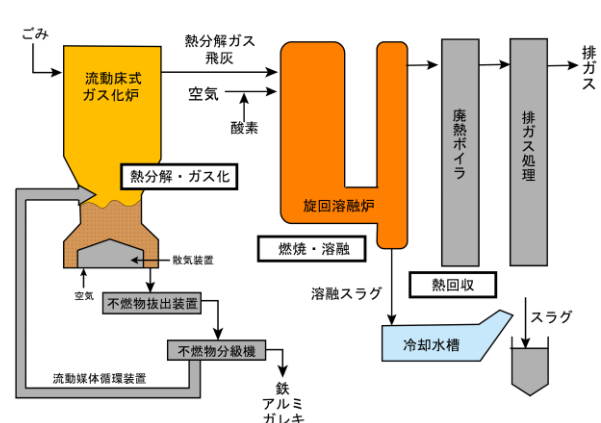 ごみ
流動床式
ガス化炉
熱分解ガス
飛灰
空気
酸素
熱分解・ガス化
旋回溶融炉
燃焼・溶融
廃熱ボイラ
排ガス処理
排ガス
熱回収
散気装置
空気
不燃物抜出装置
不燃物分級機
流動媒体循環装置
鉄
アルミ
ガレキ
溶融スラグ
冷却水槽
スラグ